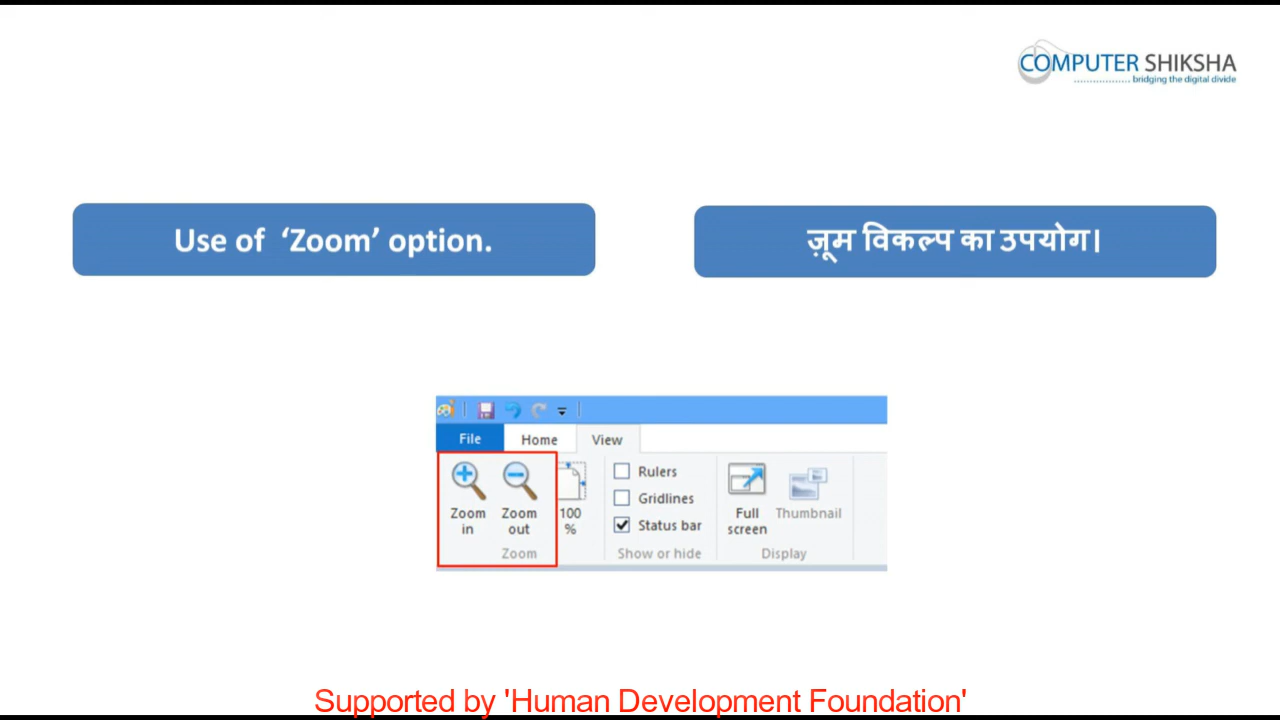 COMPUTER SHIKSHA
bridging the digital divide
Use of ‘Zoom’ option.
ज़ूम विकल्प का उपयोग।
File Home View
Zoom in
Zoom out
100 %
Zoom
Rulers
Gridlines
Status bar
Show or hide
Full screen
Thumbnail
Display
Supported by 'Human Development Foundation'